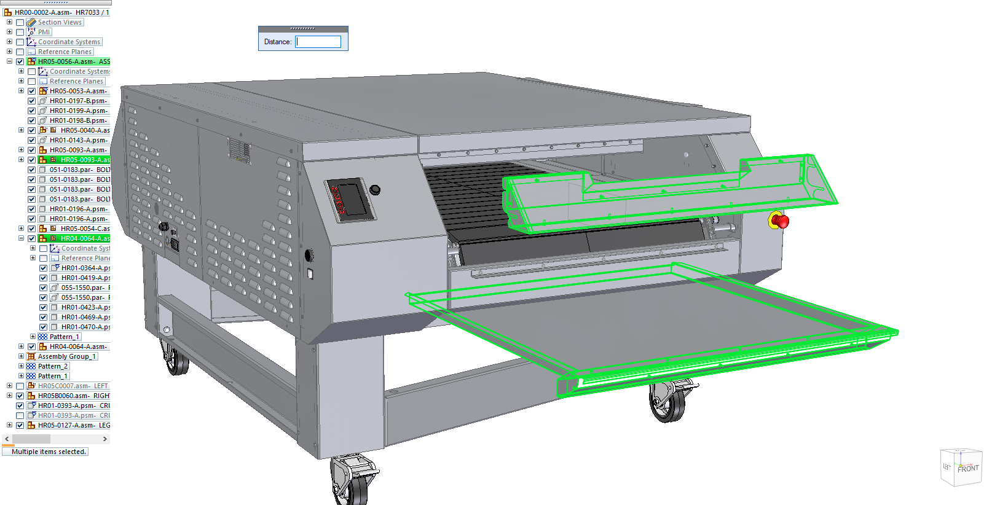 HR00-0002-A.asm- HR7033 / 1
Section Views
PMI
Coordinate Systems
Reference Planes
HR05-0056-A.asm- ASS
Coordinate Systems
Reference Planes
HR05-0053-A.asm-
HR01-0197-B.psm-
HR01-0199-A.psm-
HR01-0198-B.psm-
HR05-0040-A.as
HR01-0143-A.psm-
HR05-0093-A.asm-
HR05-0093-A.as
051-0183.par- BOLT
051-0183.par- BOLT
051-0183.par- BOLT
051-0183.par- BOLT
HR01-0196-A.psm-
HR01-0196-A.psm-
HR05-0054-C.as
HR04-0064-A.as
Coordinate Syst
Reference Plane
HR01-0364-A.ps
HR01-0419-A.ps
055-1550.par- F
055-1550.par- F
HR01-0423-A.ps
HR01-0469-A.ps
HR01-0470-A.ps
Pattern_1
HR04-0064-A.asm-
Assembly Group_1
Pattern_2
Pattern_1
HR05C0007.asm- LEFT
HR05B0060.asm- RIGHT
HR01-0393-A.psm- CRU
HR01-0393-A.psm- CRU
HR05-0127-A.asm- LEG
Multiple items selected.
Distance:
LEFT
FRONT